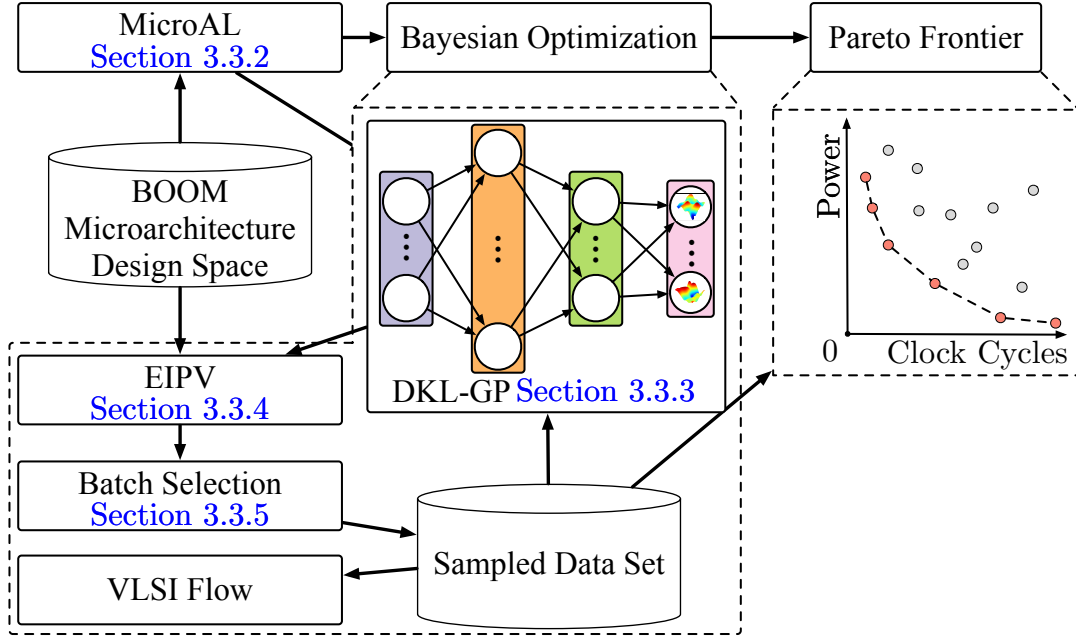 MicroAL
Section 3.3.2
Bayesian Optimization
Pareto Frontier
BOOM
Microarchitecture
Design Space
Power
0
Clock Cycles
DKL-GP Section 3.3.3
EIPV
Section 3.3.4
Batch Selection
Section 3.3.5
VLSI Flow
Sampled Data Set